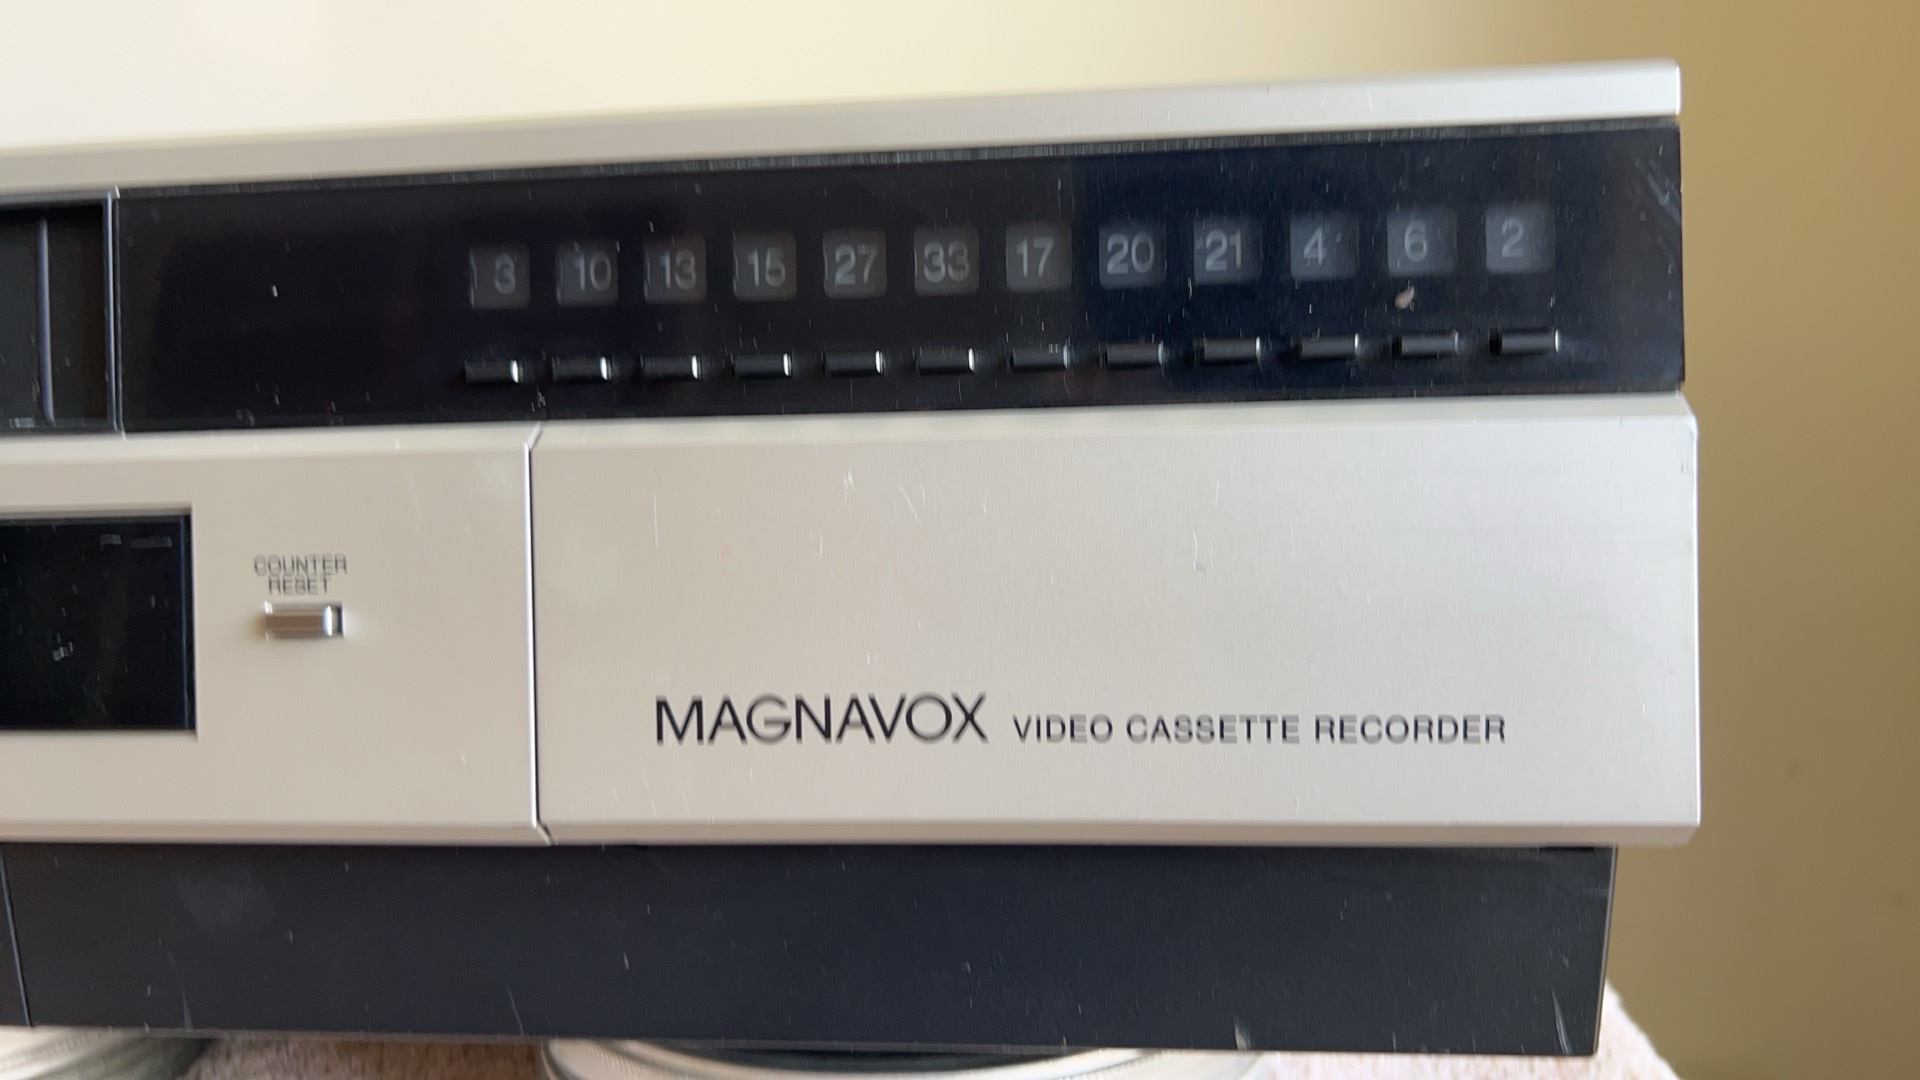 3 10 13 15 27 33 17 20 21 4 6 2
COUNTER
RESET
MAGNAVOX VIDEO CASSETTE RECORDER